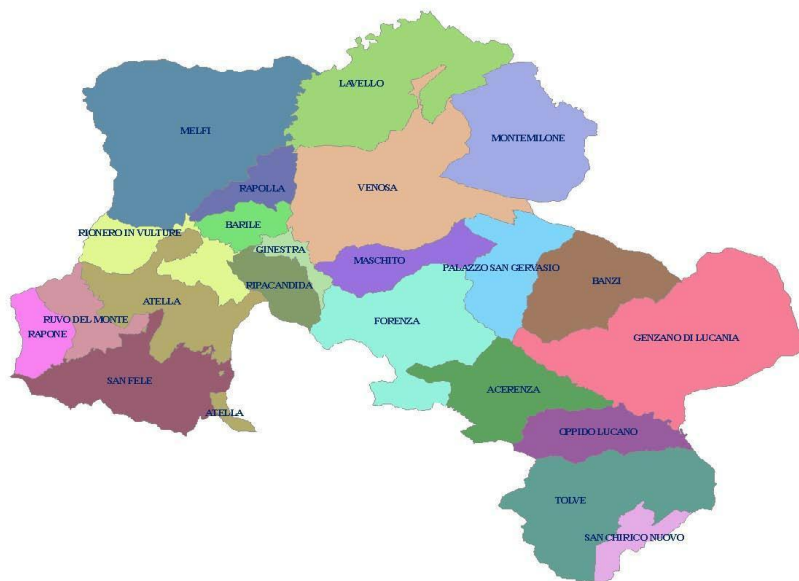 LAVELLO
MELFI
MONTEMILONE
RAPOLLA
VENOSA
BARILE
RIONERO IN VULTURE
GINESTRA
MASCHITO
PALAZZO SAN GERVASIO
BANZI
RIPACANDIDA
ATELLA
RUVO DEL MONTE
FORENZA
RAPONE
GENZANO DI LUCANIA
SAN FELE
ACERENZA
ATELLA
OPPIDO LUCANO
TOLVE
SAN CHIRICO NUOVO